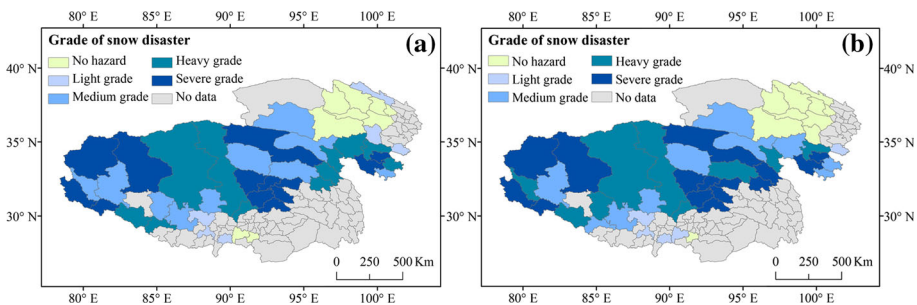 80° E 85° E 90° E 95° E 100° E
Grade of snow disaster (a)
No hazard Heavy grade
Light grade Severe grade
Medium grade No data
40° N
35° N
30° N
0 250 500 Km
80° E 85° E 90° E 95° E 100° E
80° E 85° E 90° E 95° E 100° E
Grade of snow disaster (b)
No hazard Heavy grade
Light grade Severe grade
Medium grade No data
40° N
35° N
30° N
0 250 500 Km
80° E 85° E 90° E 95° E 100° E